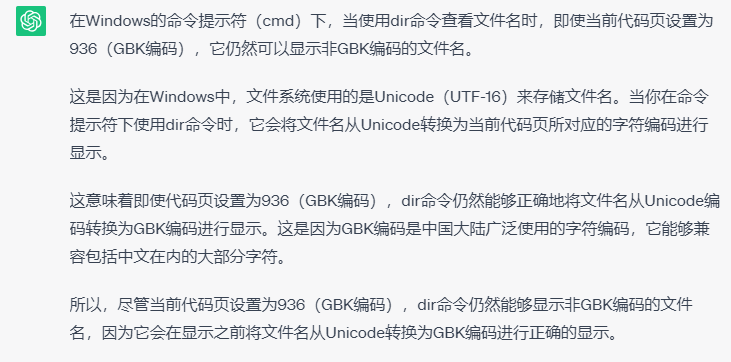 在Windows的命令提示符（cmd）下，当使用dir命令查看文件名时，即使当前代码页设置为
936（GBK编码），它仍然可以显示非GBK编码的文件名。
这是因为在Windows中，文件系统使用的是Unicode（UTF-16）来存储文件名。当你在命令
提示符下使用dir命令时，它会将文件名从Unicode转换为当前代码页所对应的字符编码进行
显示。
这意味着即使代码页设置为936（GBK编码），dir命令仍然能够正确地将文件名从Unicode编
码转换为GBK编码进行显示。这是因为GBK编码是中国大陆广泛使用的字符编码，它能够兼
容包括中文在内的大部分字符。
所以，尽管当前代码页设置为936（GBK编码），dir命令仍然能够显示非GBK编码的文件
名，因为它会在显示之前将文件名从Unicode转换为GBK编码进行正确的显示。